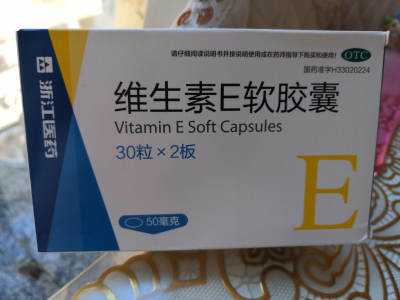 请仔细阅读说明书并按说明使用或在药师指导下购买和使用!
OTC
国药准字H33020224
浙江医药
维生素E软胶囊
Vitamin E Soft Capsules
30粒×2板
50毫克
E